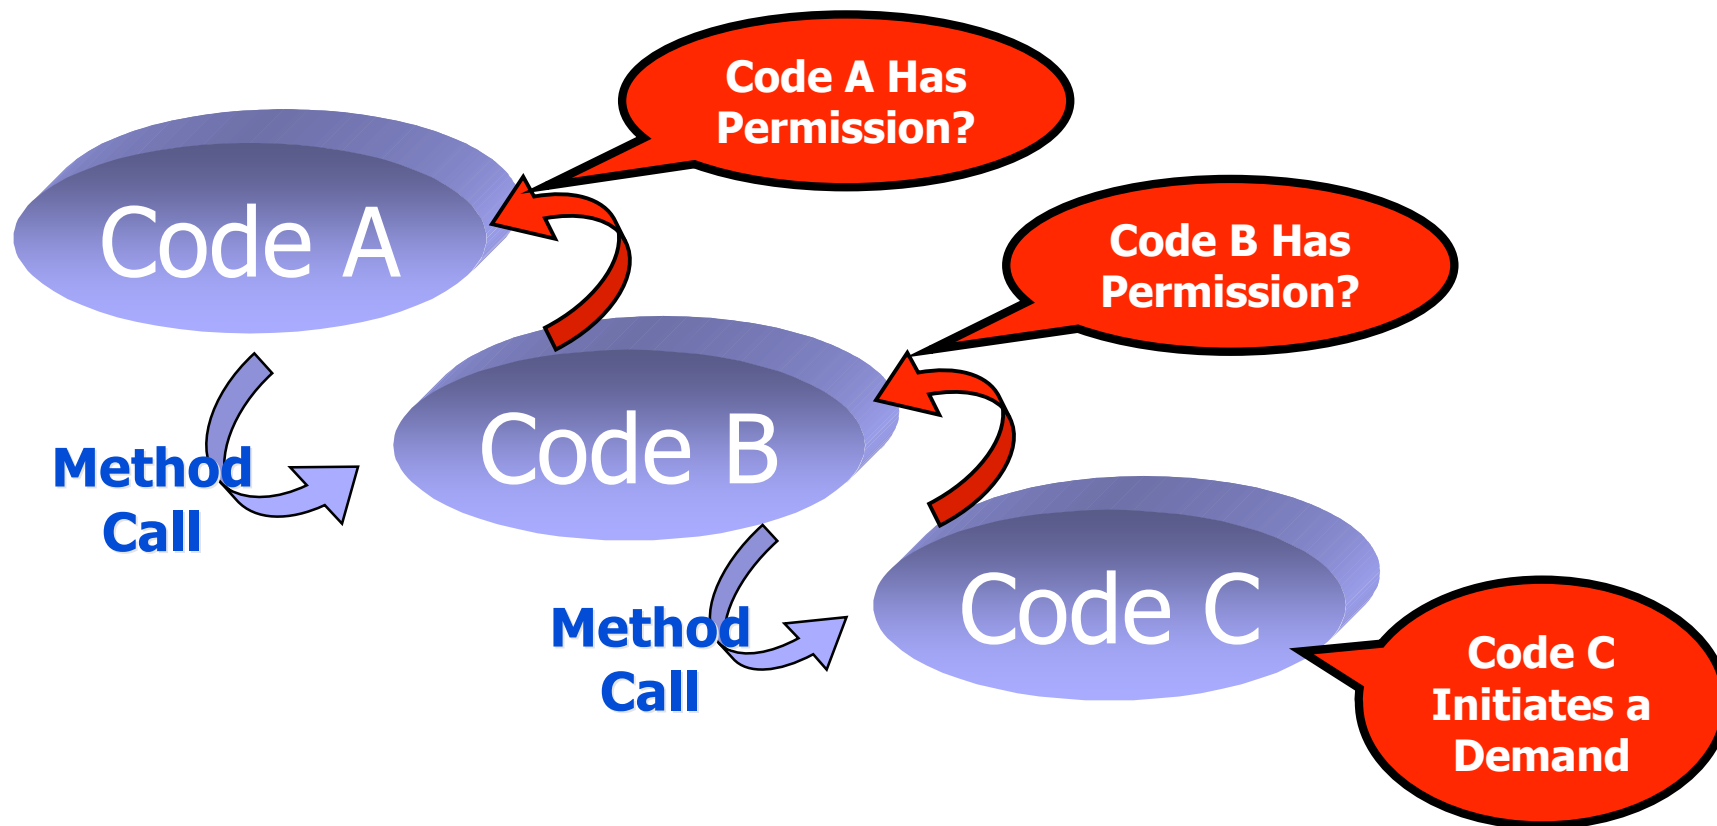 Code A Has
Permission?
Code A
Code B Has
Permission?
Code B
Method
Call
Code C
Method
Call
Code C
Initiates a
Demand